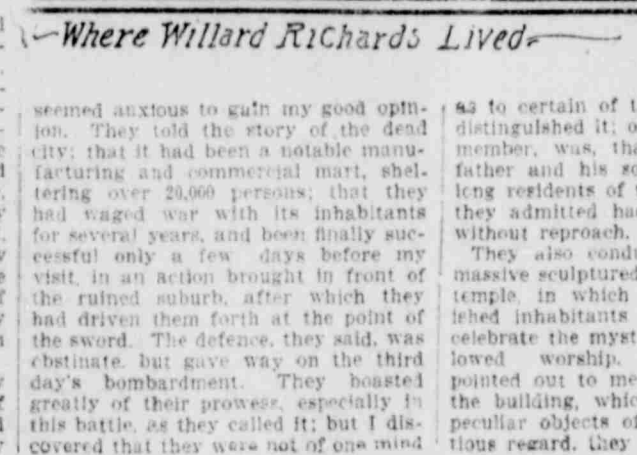 Where Willard Richards Lived
seemed anxious to gain my good opin-
ion. They told the story of the dead
city; that it had been a notable manu-
facturing and commercial mart, shel-
tering over 20,000 persons; that they
had waged war with its inhabitants
for several years, and been finally suc-
cessful only a few days before my
visit, in an action brought in front of
the ruined suburb, after which they
had driven them forth at the point of
the sword. The defence, they said, was
obstinate, but gave way on the third
day's bombardment. They boasted
greatly of their prowess, especially in
this battle, as they called it; but I dis-
covered that they were not of one mind
as to certain of t
distinguished it; o
member, was, tha
father and his so
long residents of
they admitted had
without reproach.
They also condu
massive sculptured
temple, in which
ished inhabitants
celebrate the myst
lowed worship.
pointed out to me
the building, whic
peculiar objects of
tious regard, they